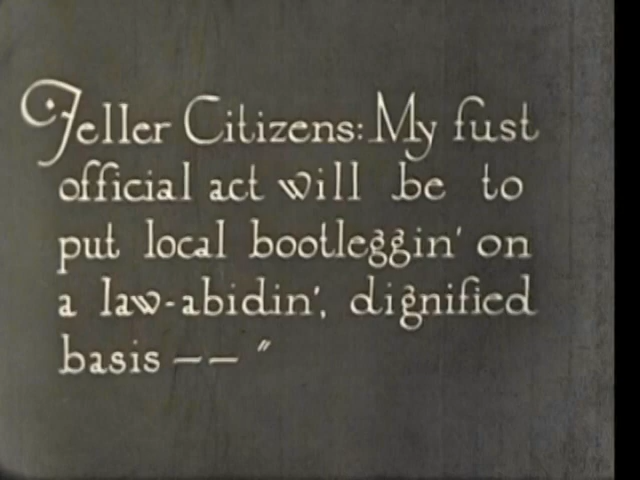 Feller Citizens: My fust
official act will be to
put local bootleggin' on
a law-abidin', dignified
basis —— "